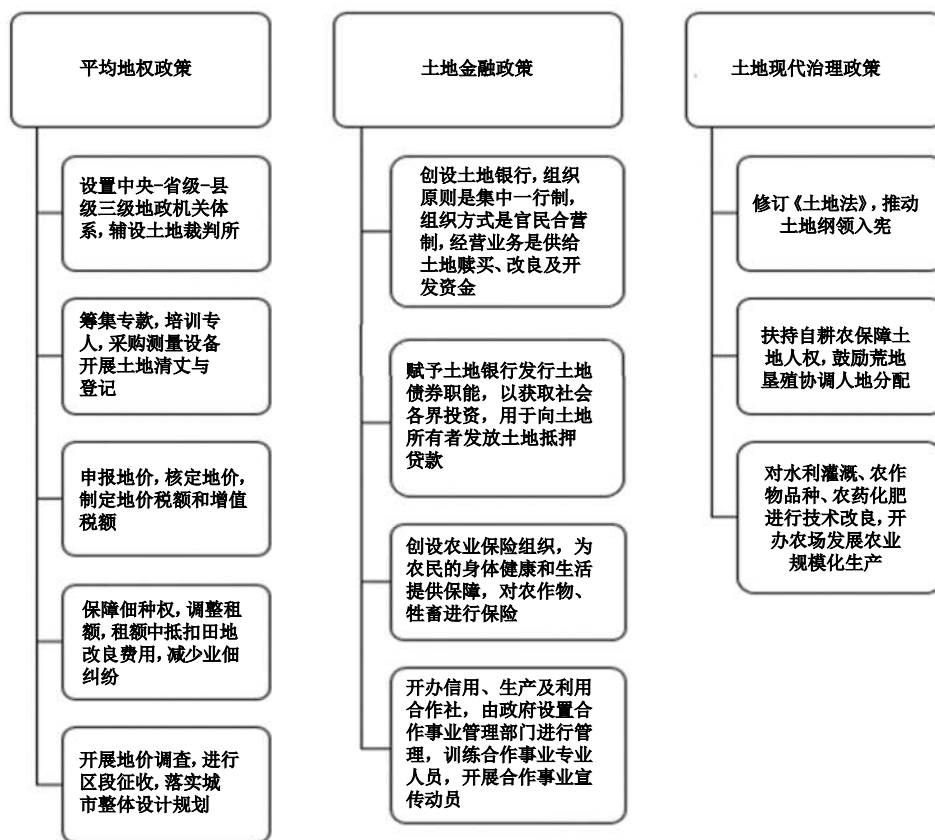 平均地权政策
设置中央-省级-县
级三级地政机关体
系，辅设土地裁判所
筹集专款，培训专
人，采购测量设备
开展土地清丈与
登记
申报地价，核定地价，
制定地价税额和增值
税额
保障佃种权，调整租
额，租额中抵扣田地
改良费用，减少业佃
纠纷
开展地价调查，进行
区段征收，落实城
市整体设计规划
土地金融政策
创设土地银行，组织
原则是集中一行制，
组织方式是官民合营
制，经营业务是供给
土地赎买、改良及开
发资金
赋予土地银行发行土地
债券职能，以获取社会
各界投资，用于向土地
所有者发放土地抵押
贷款
创设农业保险组织，为
农民的身体健康和生活
提供保障，对农作物、
牲畜进行保险
开办信用、生产及利用
合作社，由政府设置合
作事业管理部门进行管
理，训练合作事业专业
人员，开展合作事业宣
传动员
土地现代治理政策
修订《土地法》，推动
土地纲领入宪
扶持自耕农保障土
地人权，鼓励荒地
垦殖协调人地分配
对水利灌溉、农作
物品种、农药化肥
进行技术改良，开
办农场发展农业
规模化生产